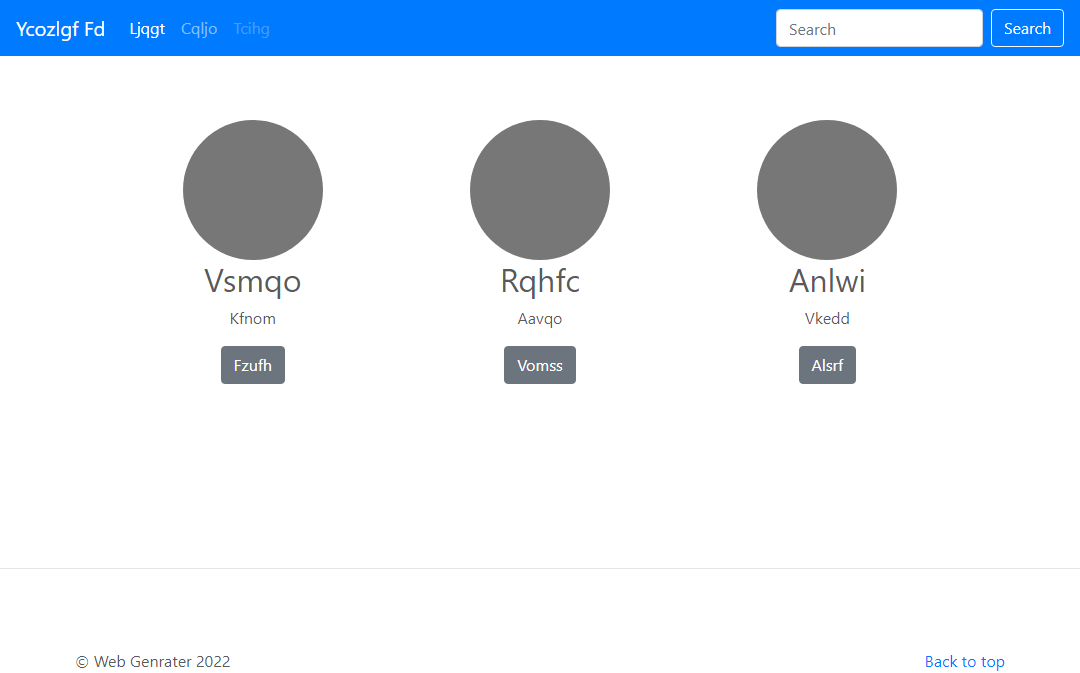 Ycozlgf Fd Ljqgt Cqljo Tcihg Search Search
Vsmqo Rqhfc Anlwi
Kfnom Aavqo Vkedd
Fzufh Vomss Alsrf
© Web Genrater 2022 Back to top